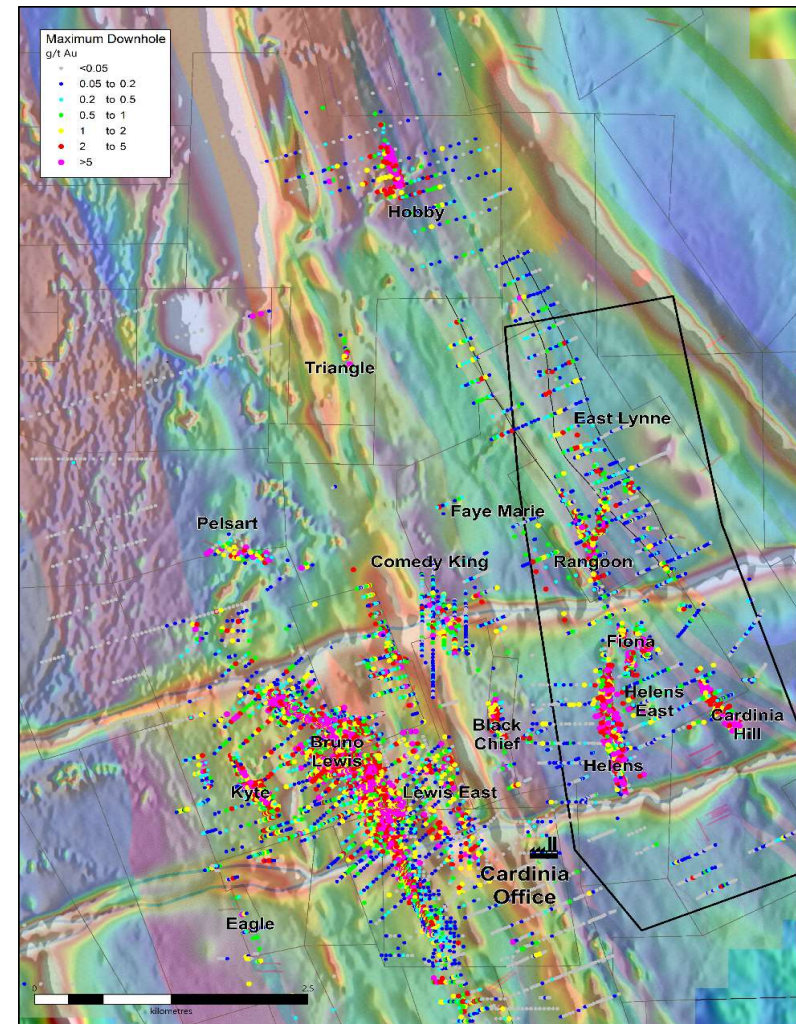 Maximum Downhole
g/t Au
<0.05
0.05 to 0.2
0.2 to 0.5
0.5 to 1
1 to 2
2 to 5
>5
Hobby
Triangle
East Lynne
Faye Marie
Pelsart
Comedy King
Rangoon
Fiona
Helens
East
Cardinia
Hill
Black
Chief
Bruno
Lewis
Helens
Kyte
Lewis East
Cardinia
Office
Eagle
0
2.5
kilometres